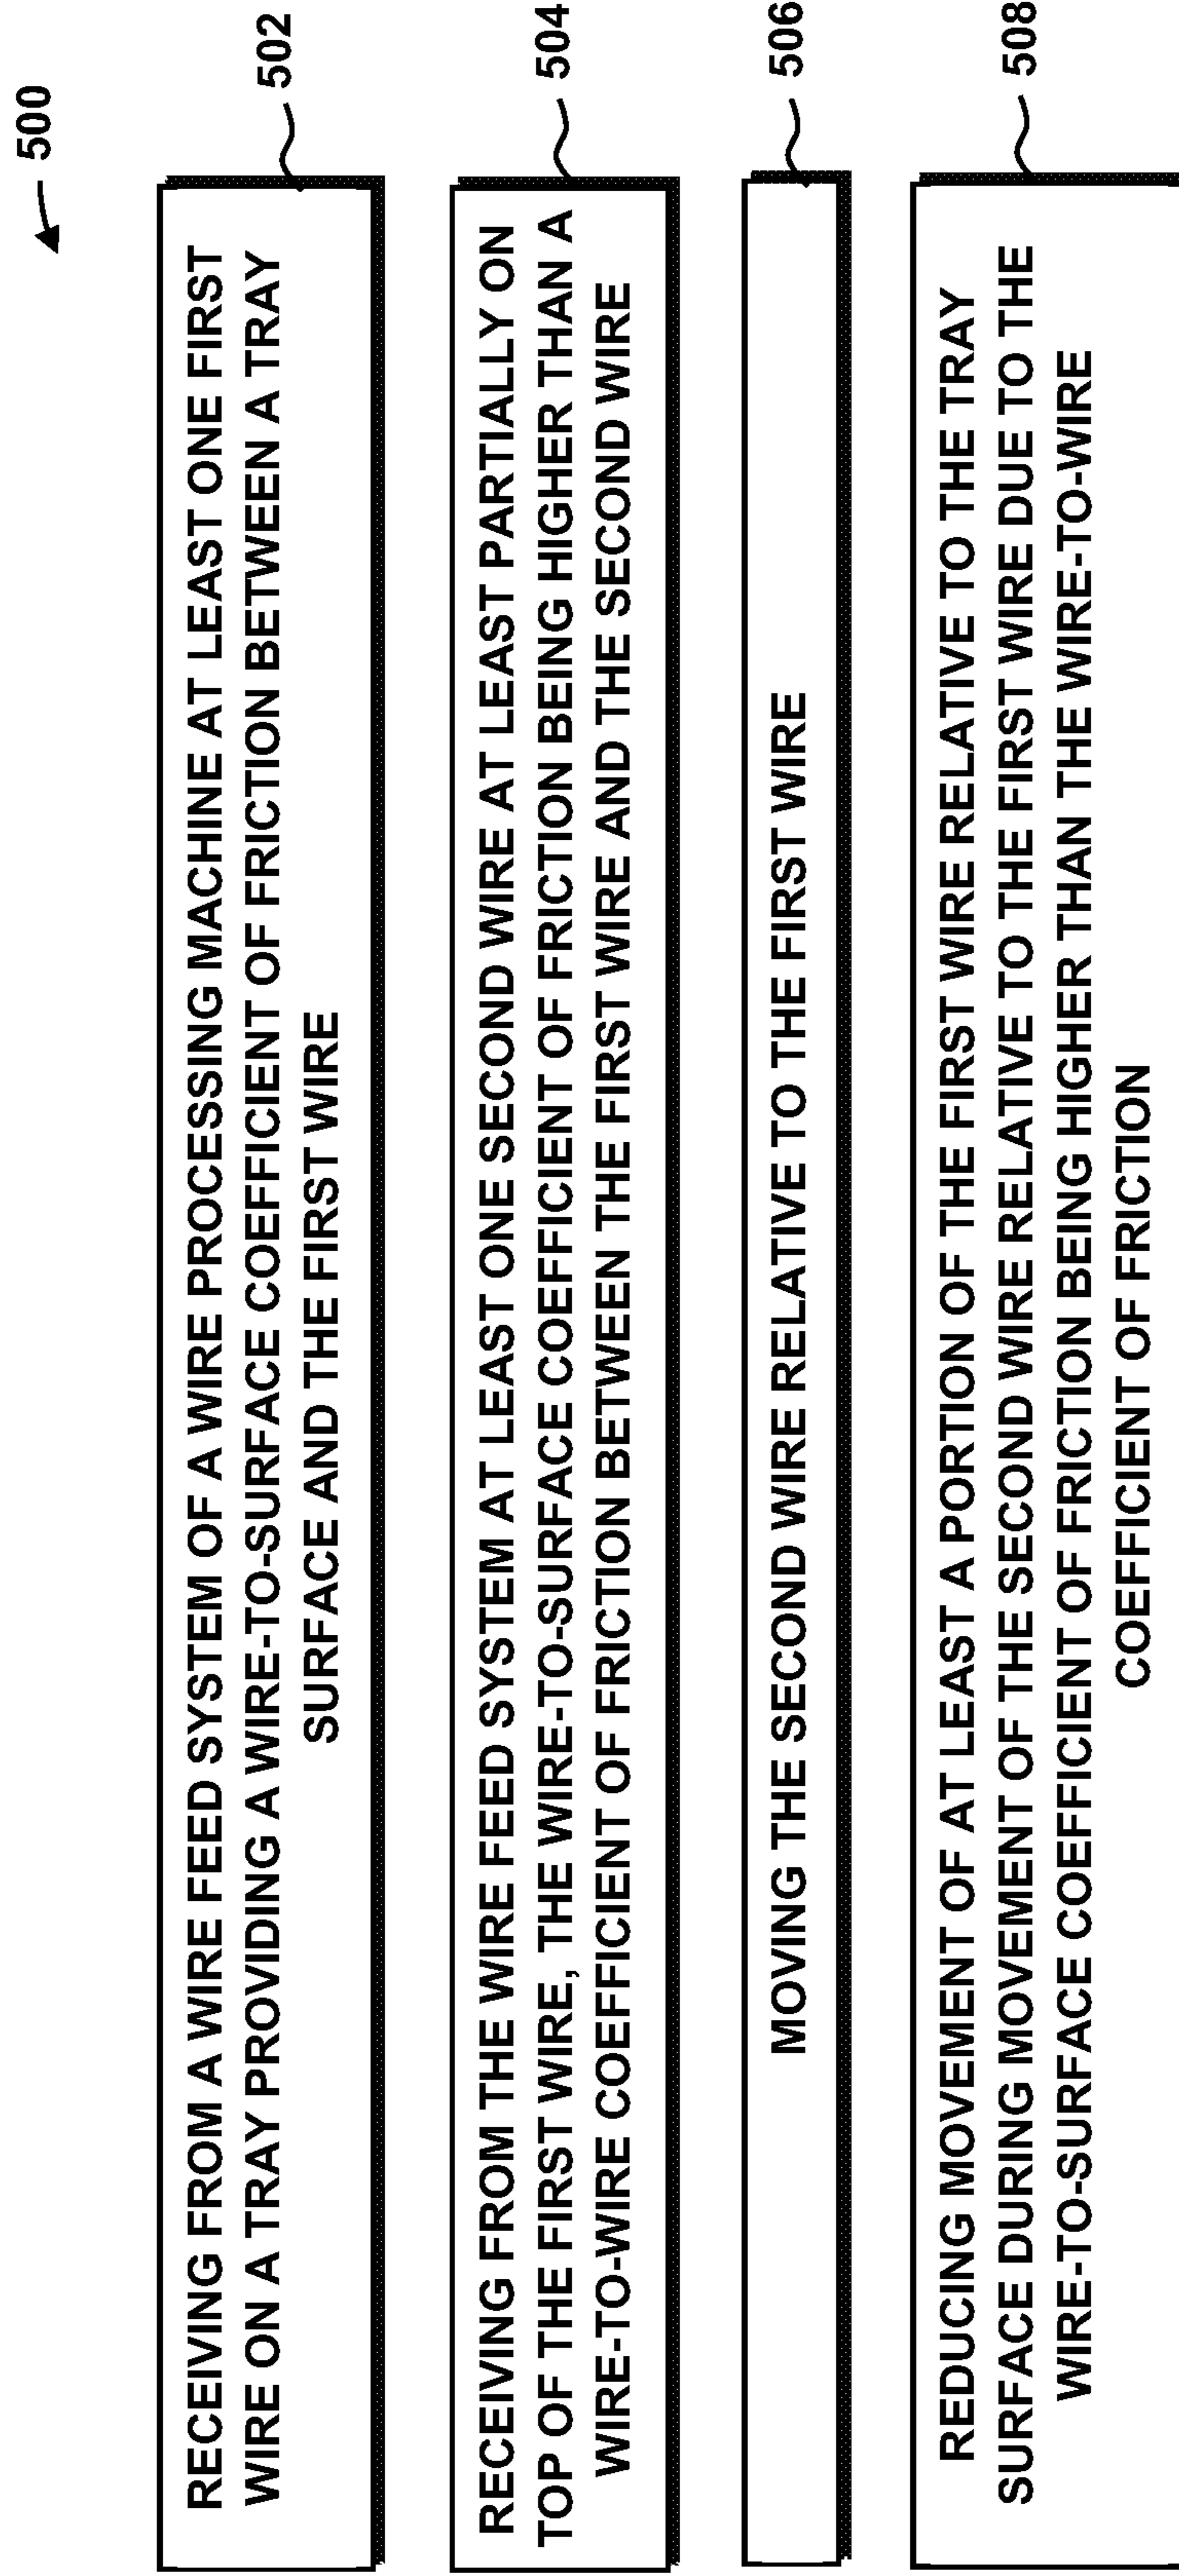 500
RECEIVING FROM A WIRE FEED SYSTEM OF A WIRE PROCESSING MACHINE AT LEAST ONE FIRST
WIRE ON A TRAY PROVIDING A WIRE-TO-SURFACE COEFFICIENT OF FRICTION BETWEEN A TRAY
SURFACE AND THE FIRST WIRE
502
RECEIVING FROM THE WIRE FEED SYSTEM AT LEAST ONE SECOND WIRE AT LEAST PARTIALLY ON
TOP OF THE FIRST WIRE, THE WIRE-TO-SURFACE COEFFICIENT OF FRICTION BEING HIGHER THAN A
WIRE-TO-WIRE COEFFICIENT OF FRICTION BETWEEN THE FIRST WIRE AND THE SECOND WIRE
504
MOVING THE SECOND WIRE RELATIVE TO THE FIRST WIRE
506
REDUCING MOVEMENT OF AT LEAST A PORTION OF THE FIRST WIRE RELATIVE TO THE TRAY
SURFACE DURING MOVEMENT OF THE SECOND WIRE RELATIVE TO THE FIRST WIRE DUE TO THE
WIRE-TO-SURFACE COEFFICIENT OF FRICTION BEING HIGHER THAN THE WIRE-TO-WIRE
COEFFICIENT OF FRICTION
508